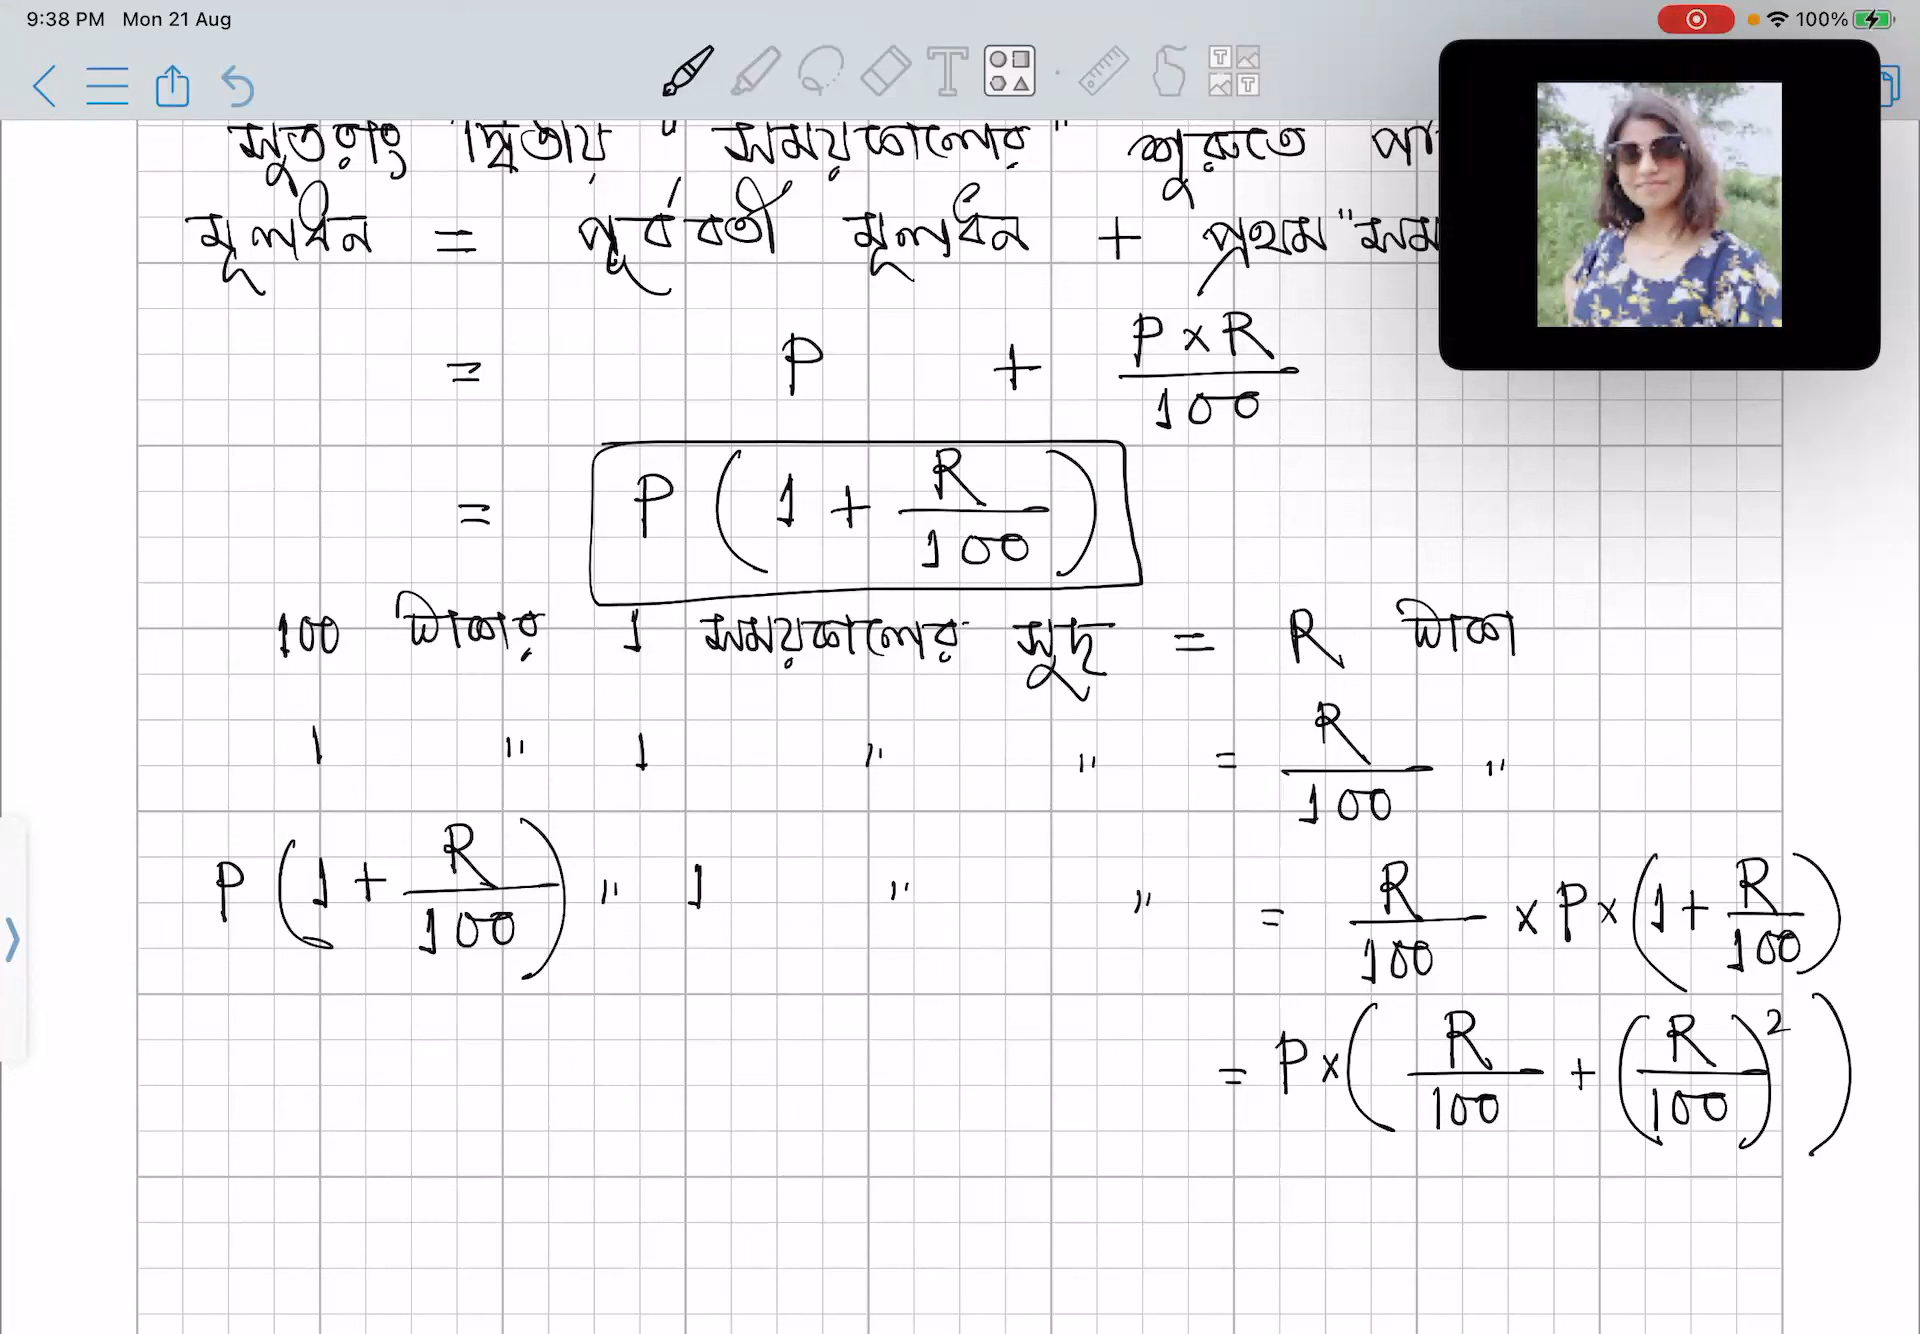 9:38 PM Mon 21 Aug 100%
সুতরাং দ্বিতীয় "সময়কালের" শুরুতে
মূলধন = পূর্ববর্তী মূলধন + প্রথম "সম
= P + P × R / 100
= P ( 1 + R / 100 )
100 টাকার 1 সময়কালের সুদ = R টাকা
1 " 1 " " = R / 100 "
P ( 1 + R / 100 ) " 1 " " = R / 100 × P × ( 1 + R / 100 )
= P × ( R / 100 + ( R / 100 )² )